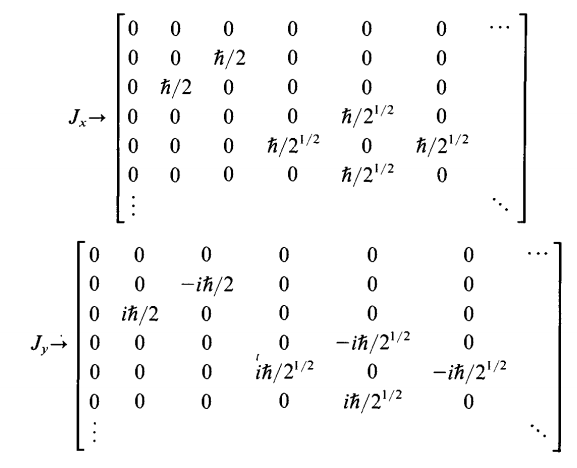 0 0 0 0 0 0 ⋯
0 0 ħ/2 0 0 0
0 ħ/2 0 0 0 0
J_x→ 0 0 0 0 ħ/2^{1/2} 0
0 0 0 ħ/2^{1/2} 0 ħ/2^{1/2}
0 0 0 0 ħ/2^{1/2} 0
⋮ ⋱
0 0 0 0 0 0 ⋯
0 0 −iħ/2 0 0 0
0 iħ/2 0 0 0 0
J_y→ 0 0 0 0 −iħ/2^{1/2} 0
0 0 0 iħ/2^{1/2} 0 −iħ/2^{1/2}
0 0 0 0 iħ/2^{1/2} 0
⋮ ⋱